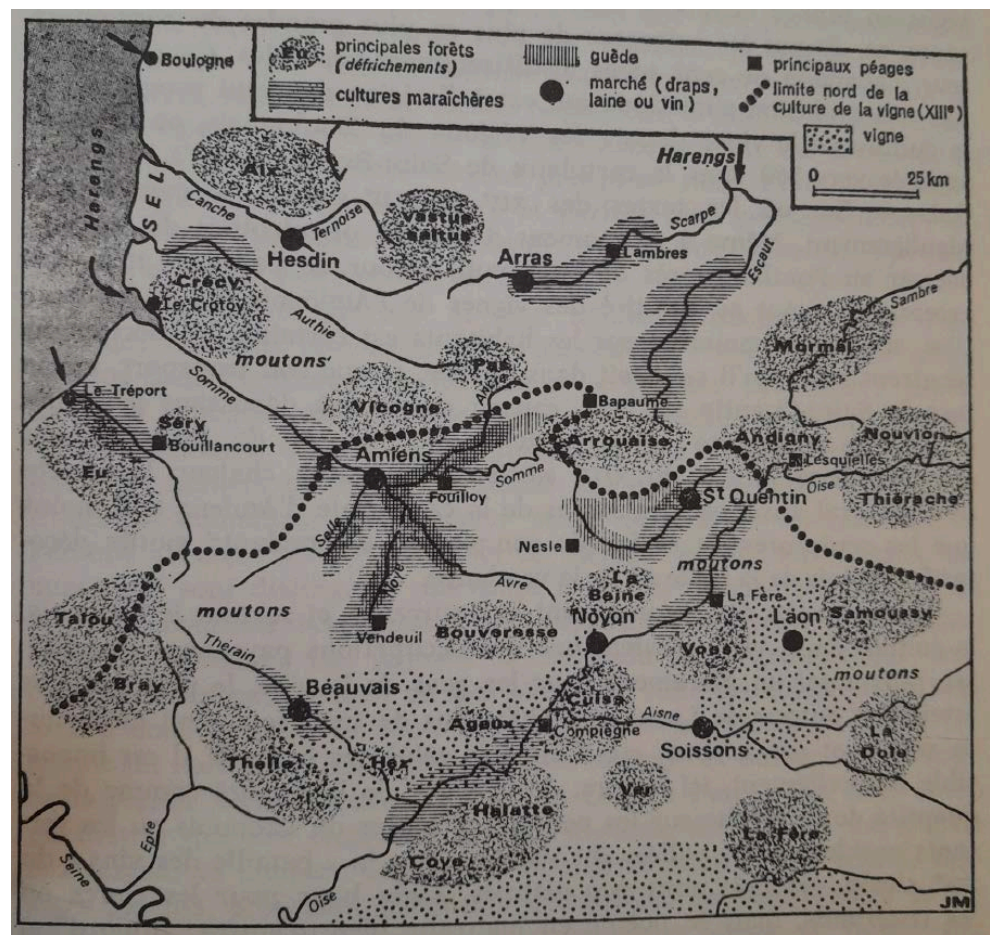 Eu
principales forêts
(défrichements)
cultures maraîchères
guède
marché (draps,
laine ou vin)
principaux péages
limite nord de la
culture de la vigne (XIIIe)
vigne
0 25 km
Boulogne
Harengs
SEL
Aix
Canche
Ternoise
Hesdin
vastus
saltus
Harengs
Scarpe
Lambres
Arras
Escaut
Sambre
Crécy
Le Crotoy
Authie
moutons
Somme
Mormal
Pas
Ancre
Le Tréport
Séry
Bouillancourt
Eu
Vicogne
Bapaume
Arrouaise
Andigny
Nouvion
Amiens
Fouilloy
Somme
Lesquielles
Oise
Thiérache
St Quentin
Selle
Noye
Avre
Nesle
moutons
moutons
La
Beine
La Fère
Talou
Vendeuil
Bouveresse
Noyon
Voas
Laon
Samoussy
Thérain
Bray
Beauvais
Cuise
moutons
Agaux
Compiègne
Aisne
Soissons
La
Dole
Thelle
Hez
Halatte
La Fère
Coye
Epte
Seine
Oise
JM